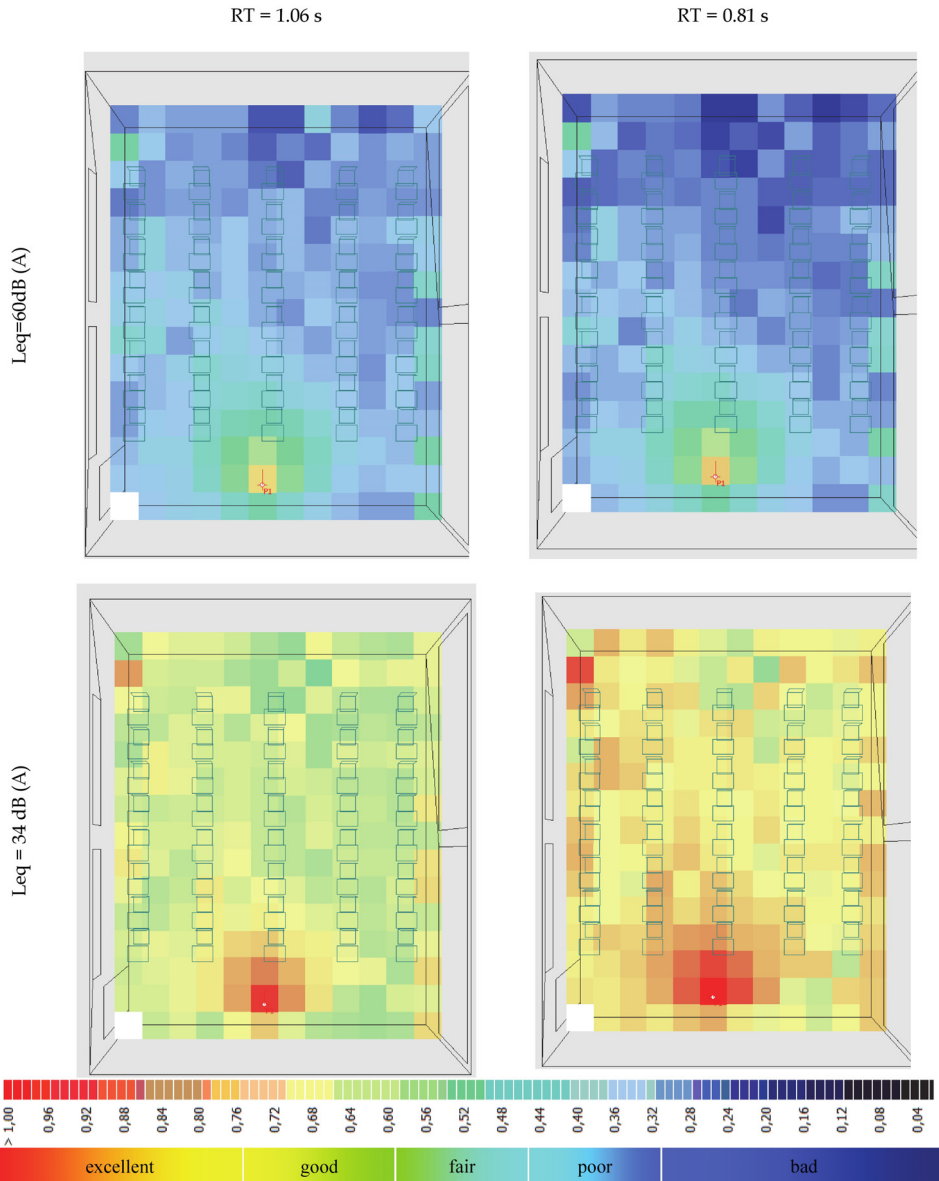 RT = 1.06 s
RT = 0.81 s
Leq=60dB (A)
P1
P1
Leq = 34 dB (A)
> 1,00
0,96
0,92
0,88
0,84
0,80
0,76
0,72
0,68
0,64
0,60
0,56
0,52
0,48
0,44
0,40
0,36
0,32
0,28
0,24
0,20
0,16
0,12
0,08
0,04
excellent
good
fair
poor
bad